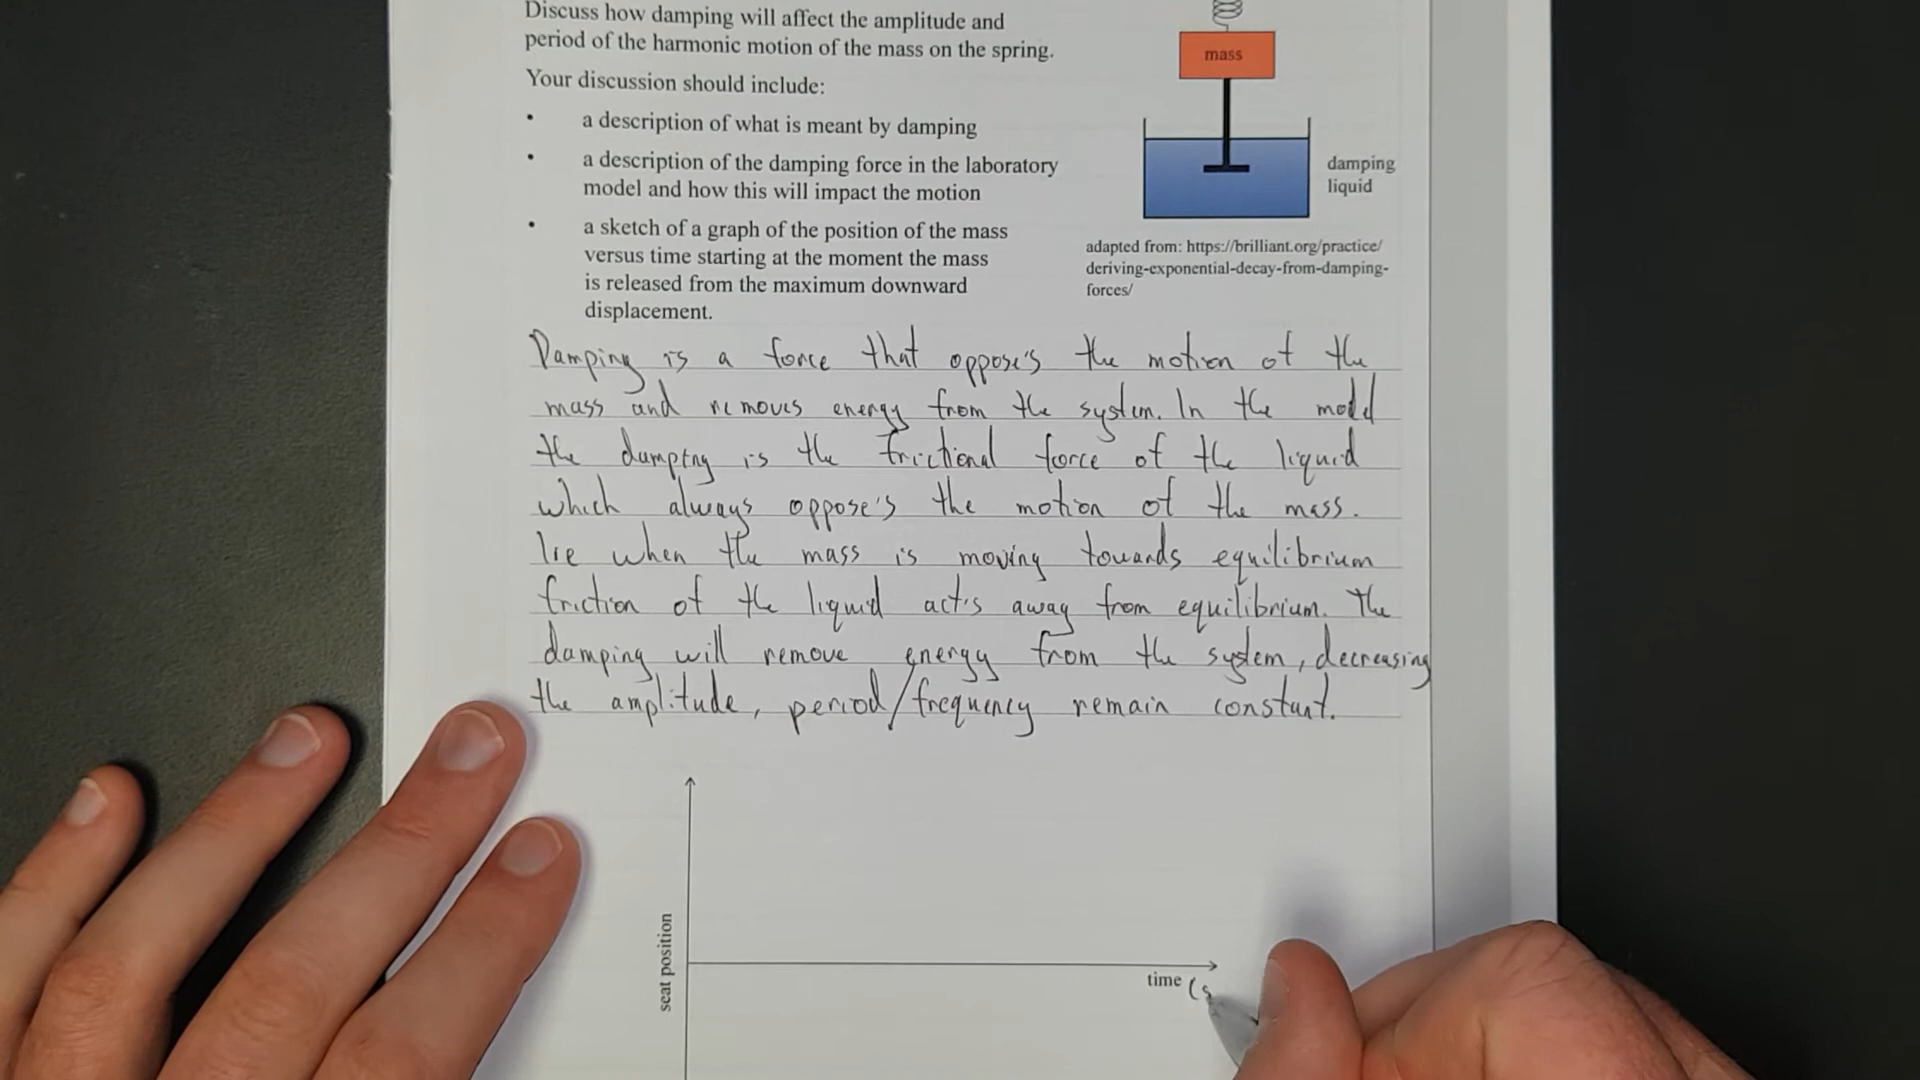 Discuss how damping will affect the amplitude and
period of the harmonic motion of the mass on the spring.
Your discussion should include:
• a description of what is meant by damping
• a description of the damping force in the laboratory
model and how this will impact the motion
• a sketch of a graph of the position of the mass
versus time starting at the moment the mass
is released from the maximum downward
displacement.
mass
damping
liquid
adapted from: https://brilliant.org/practice/
deriving-exponential-decay-from-damping-
forces/
Damping is a force that oppose's the motion of the
mass and removes energy from the system. In the model
the damping is the frictional force of the liquid
which always oppose's the motion of the mass.
Ie when the mass is moving towards equilibrium
friction of the liquid act's away from equilibrium. The
damping will remove energy from the system, decreasing
the amplitude, period/frequency remain constant.
seat position
time (s